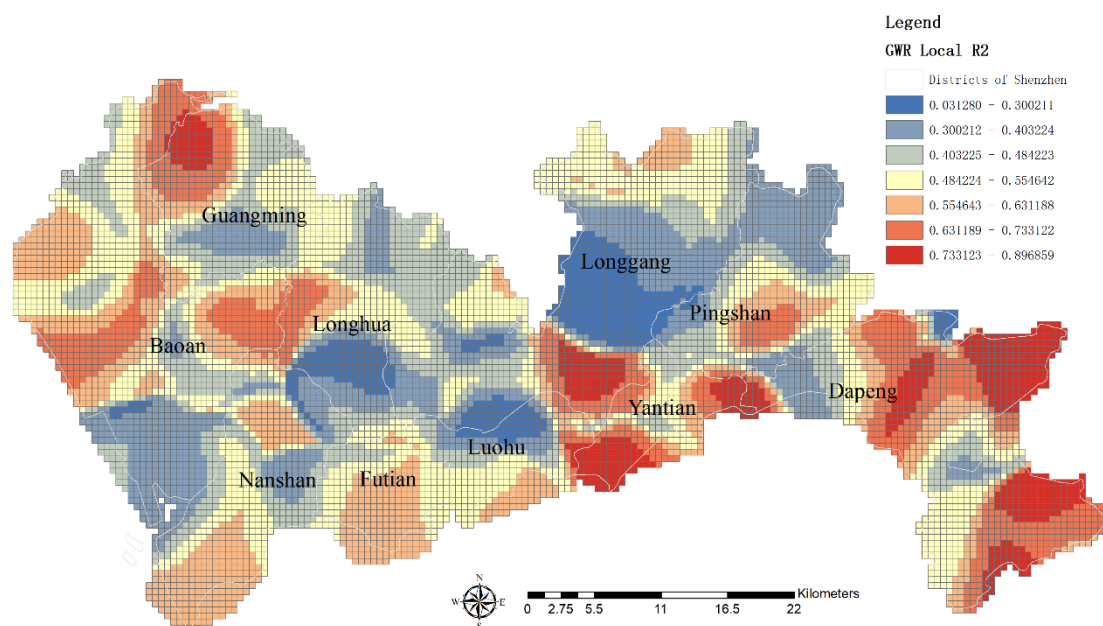 Legend
GWR Local R2
Districts of Shenzhen
0.031280 - 0.300211
0.300212 - 0.403224
0.403225 - 0.484223
0.484224 - 0.554642
0.554643 - 0.631188
0.631189 - 0.733122
0.733123 - 0.896859
Guangming
Longgang
Pingshan
Longhua
Baoan
Dapeng
Yantian
Luohu
Nanshan
Futian
N
W
E
S
Kilometers
0 2.75 5.5 11 16.5 22